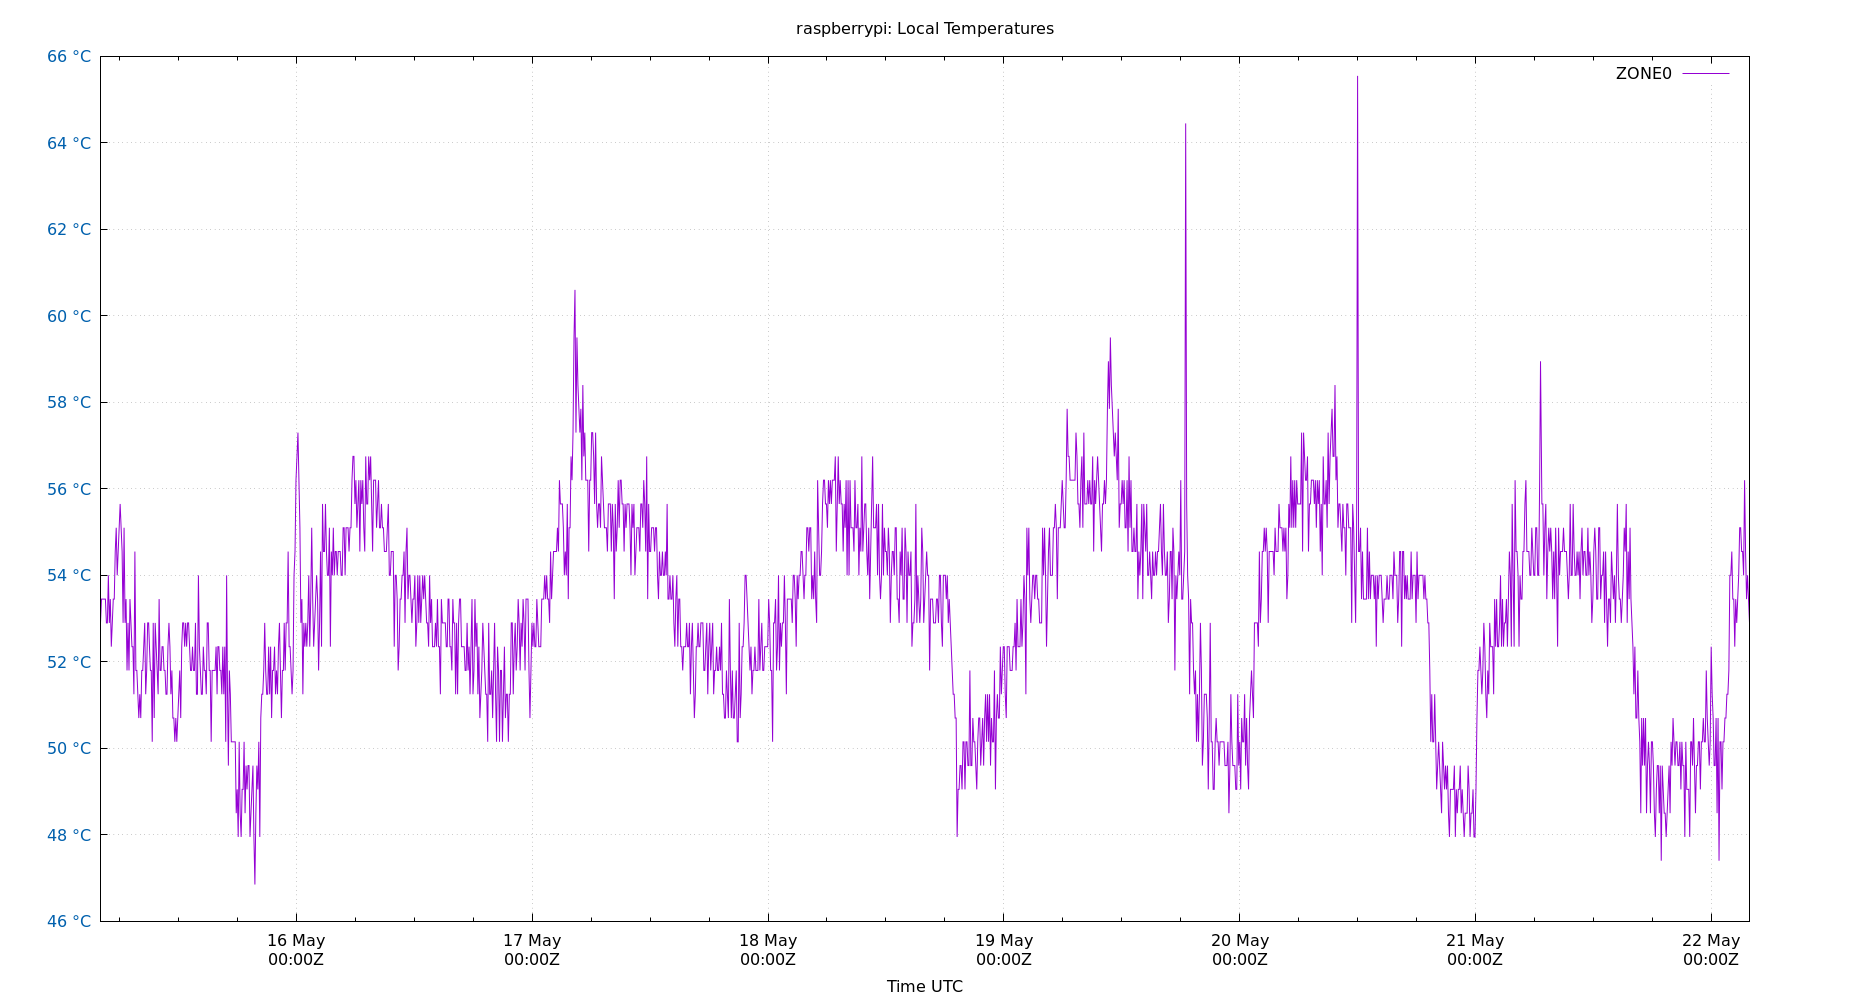 raspberrypi: Local Temperatures
66 °C
ZONE0
64 °C
62 °C
60 °C
58 °C
56 °C
54 °C
52 °C
50 °C
48 °C
46 °C
16 May 17 May 18 May 19 May 20 May 21 May 22 May
00:00Z 00:00Z 00:00Z 00:00Z 00:00Z 00:00Z 00:00Z
Time UTC